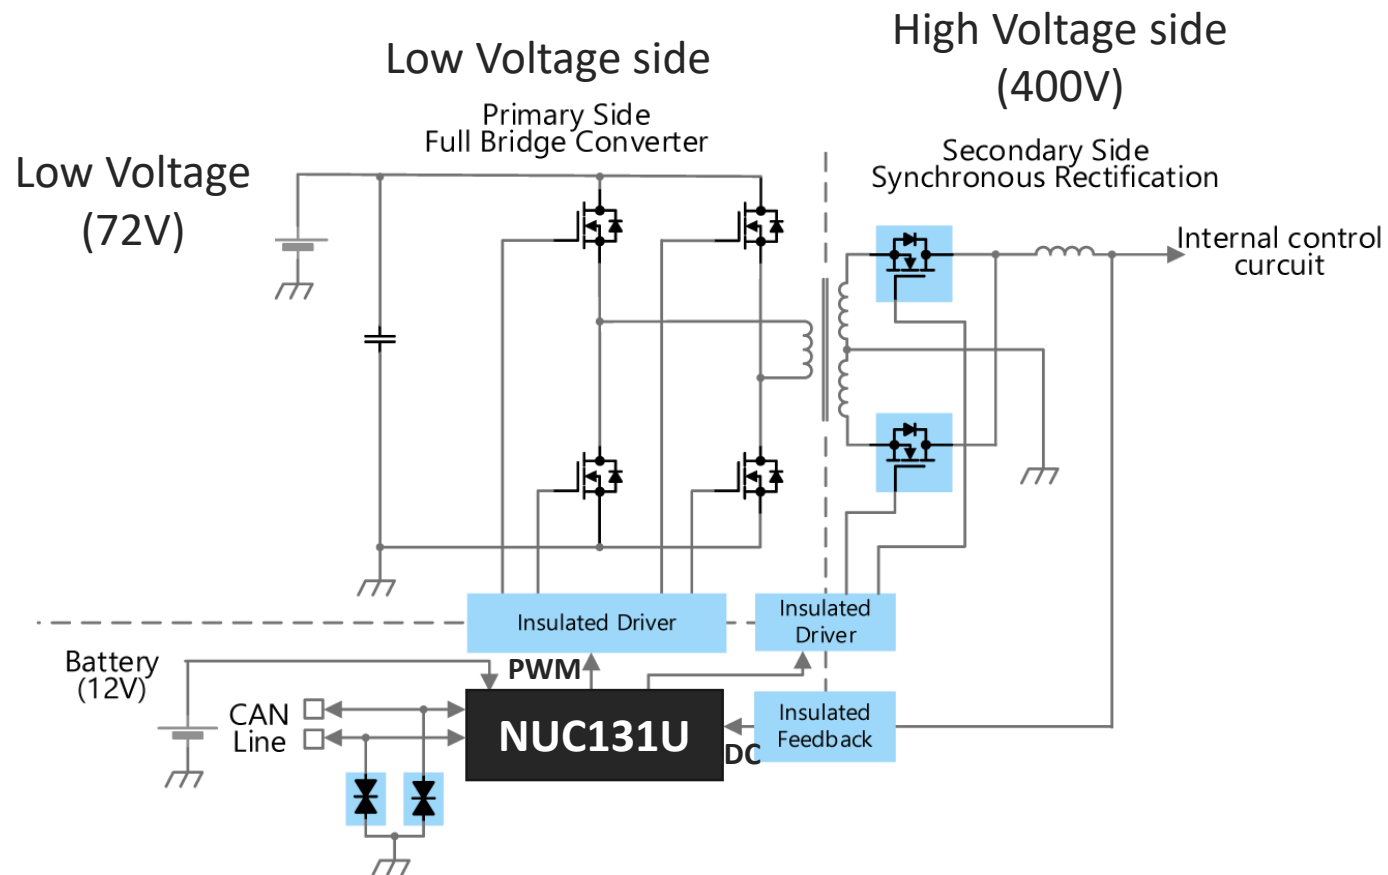 Low Voltage side
High Voltage side
(400V)
Primary Side
Full Bridge Converter
Secondary Side
Synchronous Rectification
Low Voltage
(72V)
Internal control
curcuit
Insulated Driver
Insulated
Driver
Battery
(12V)
PWM
CAN
Line
NUC131U
Insulated
Feedback
DC